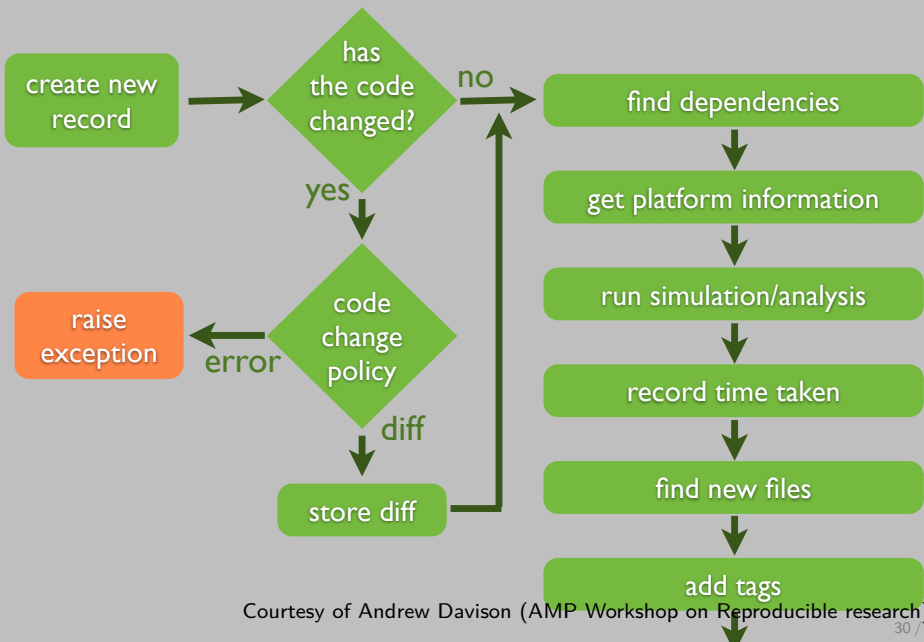 create new
record
has
the code
changed?
no
yes
code
change
policy
error
raise
exception
diff
store diff
find dependencies
get platform information
run simulation/analysis
record time taken
find new files
add tags
Courtesy of Andrew Davison (AMP Workshop on Reproducible research)
30 /